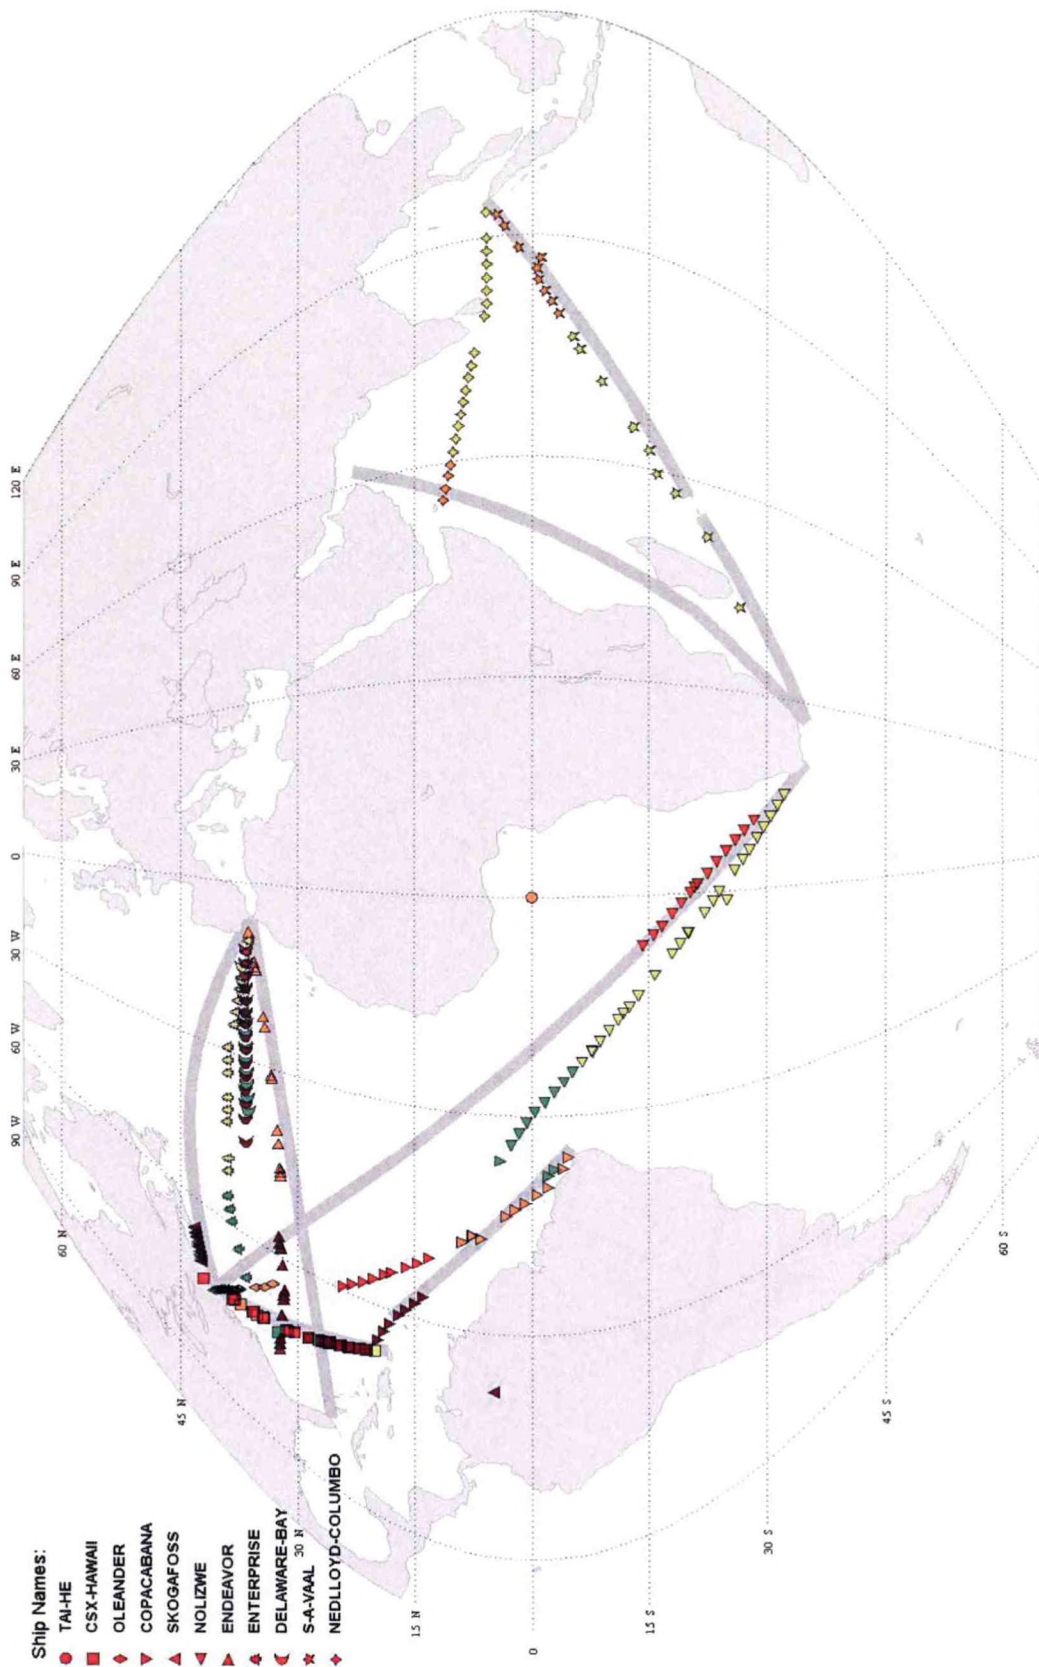 Ship Names:
TAI-HE
CSX-HAWAII
OLEANDER
COPACABANA
SKOGAFOSS
NOLIZWE
ENDEAVOR
ENTERPRISE
DELAWARE-BAY
S-A-VAAL
NEDLLOYD-COLUMBO
90 W
60 W
30 W
0
30 E
60 E
90 E
120 E
60 N
45 N
30 N
15 N
0
15 S
30 S
45 S
60 S